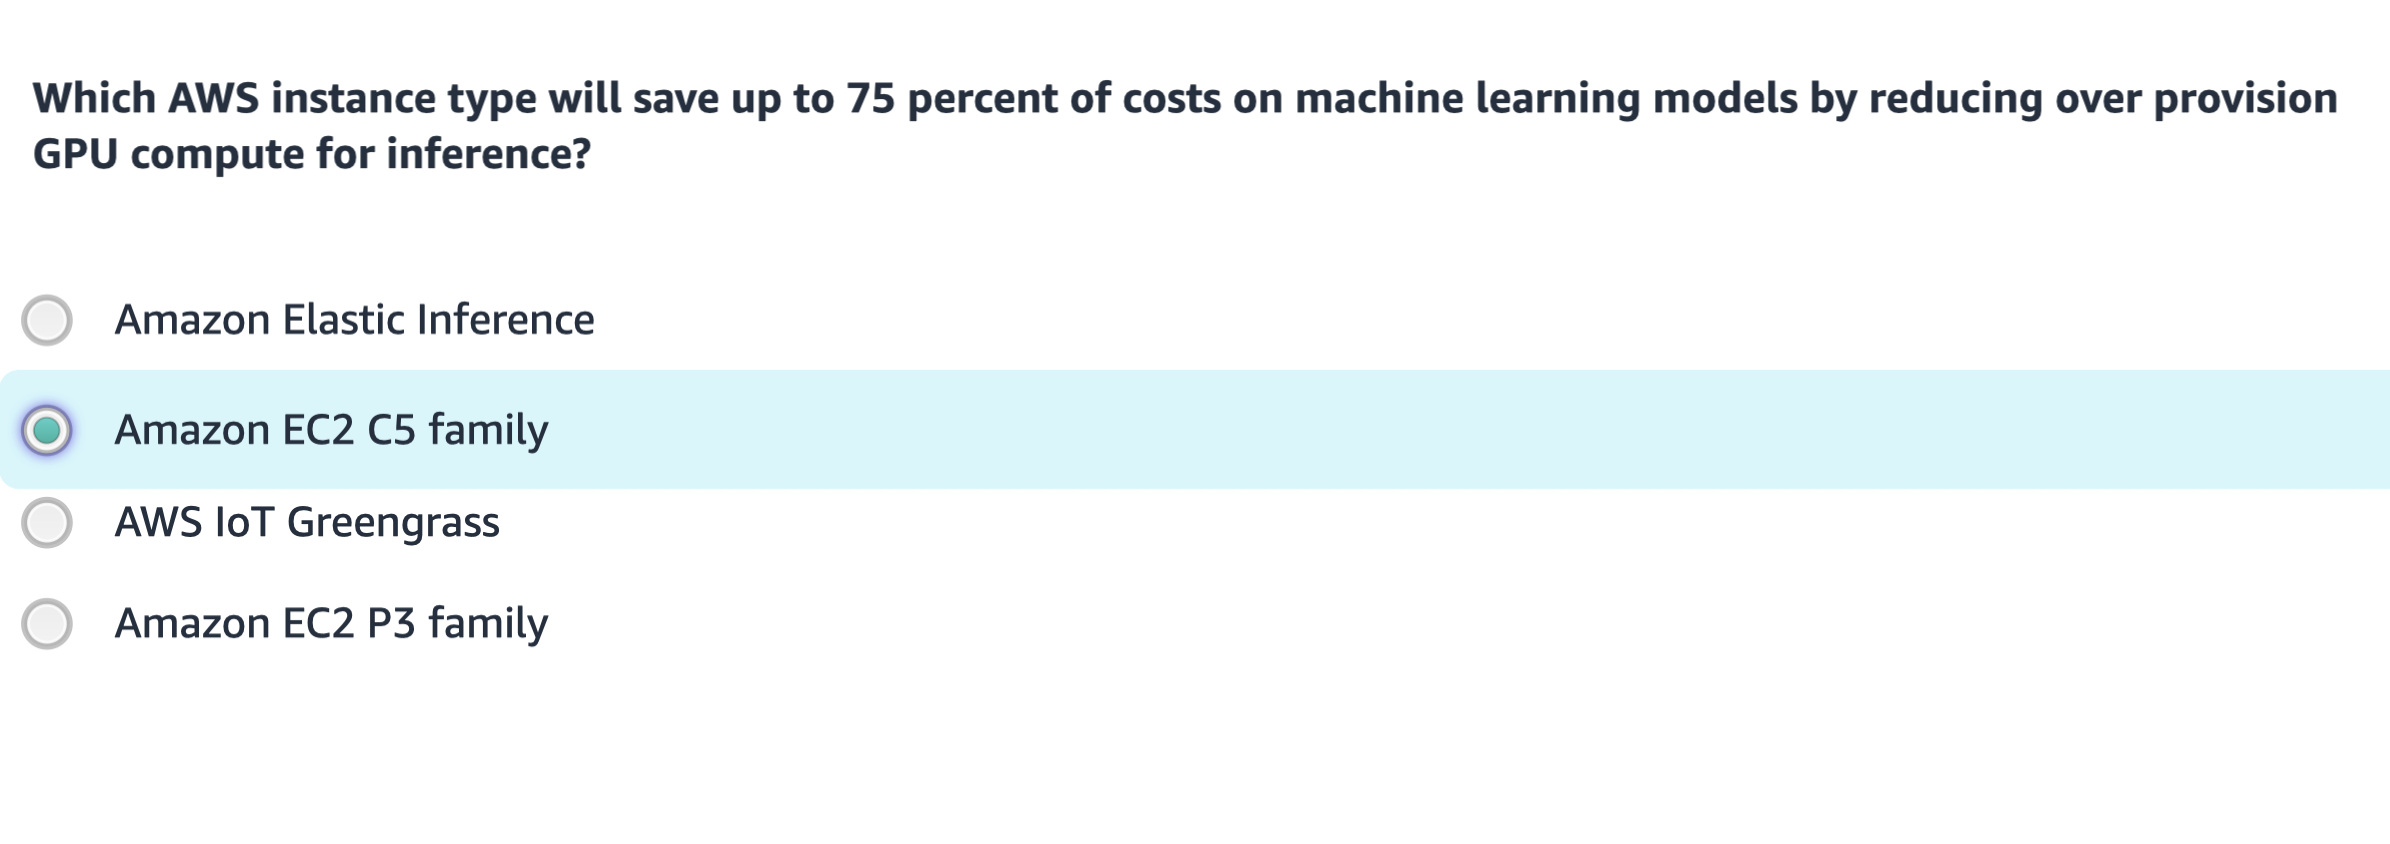 Which AWS instance type will save up to 75 percent of costs on machine learning models by reducing over provision
GPU compute for inference?
Amazon Elastic Inference
Amazon EC2 C5 family
AWS IoT Greengrass
Amazon EC2 P3 family